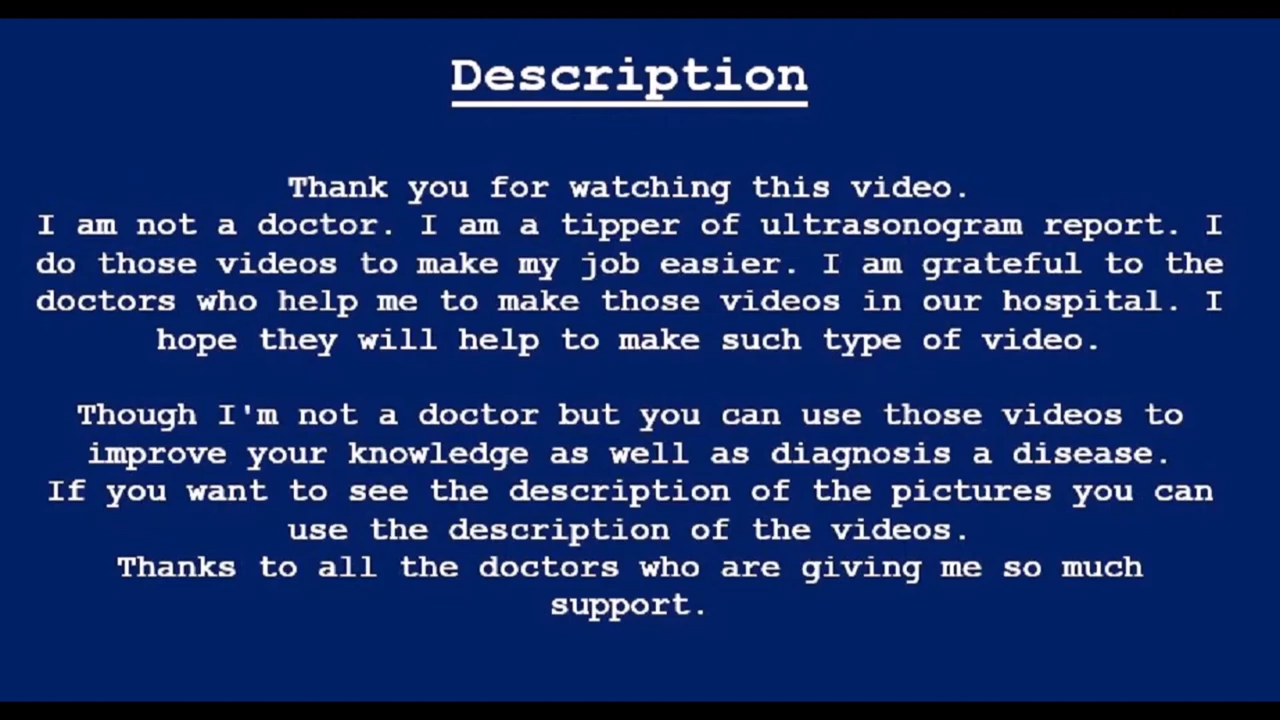 Description
Thank you for watching this video.
I am not a doctor. I am a tipper of ultrasonogram report. I
do those videos to make my job easier. I am grateful to the
doctors who help me to make those videos in our hospital. I
hope they will help to make such type of video.
Though I'm not a doctor but you can use those videos to
improve your knowledge as well as diagnosis a disease.
If you want to see the description of the pictures you can
use the description of the videos.
Thanks to all the doctors who are giving me so much
support.